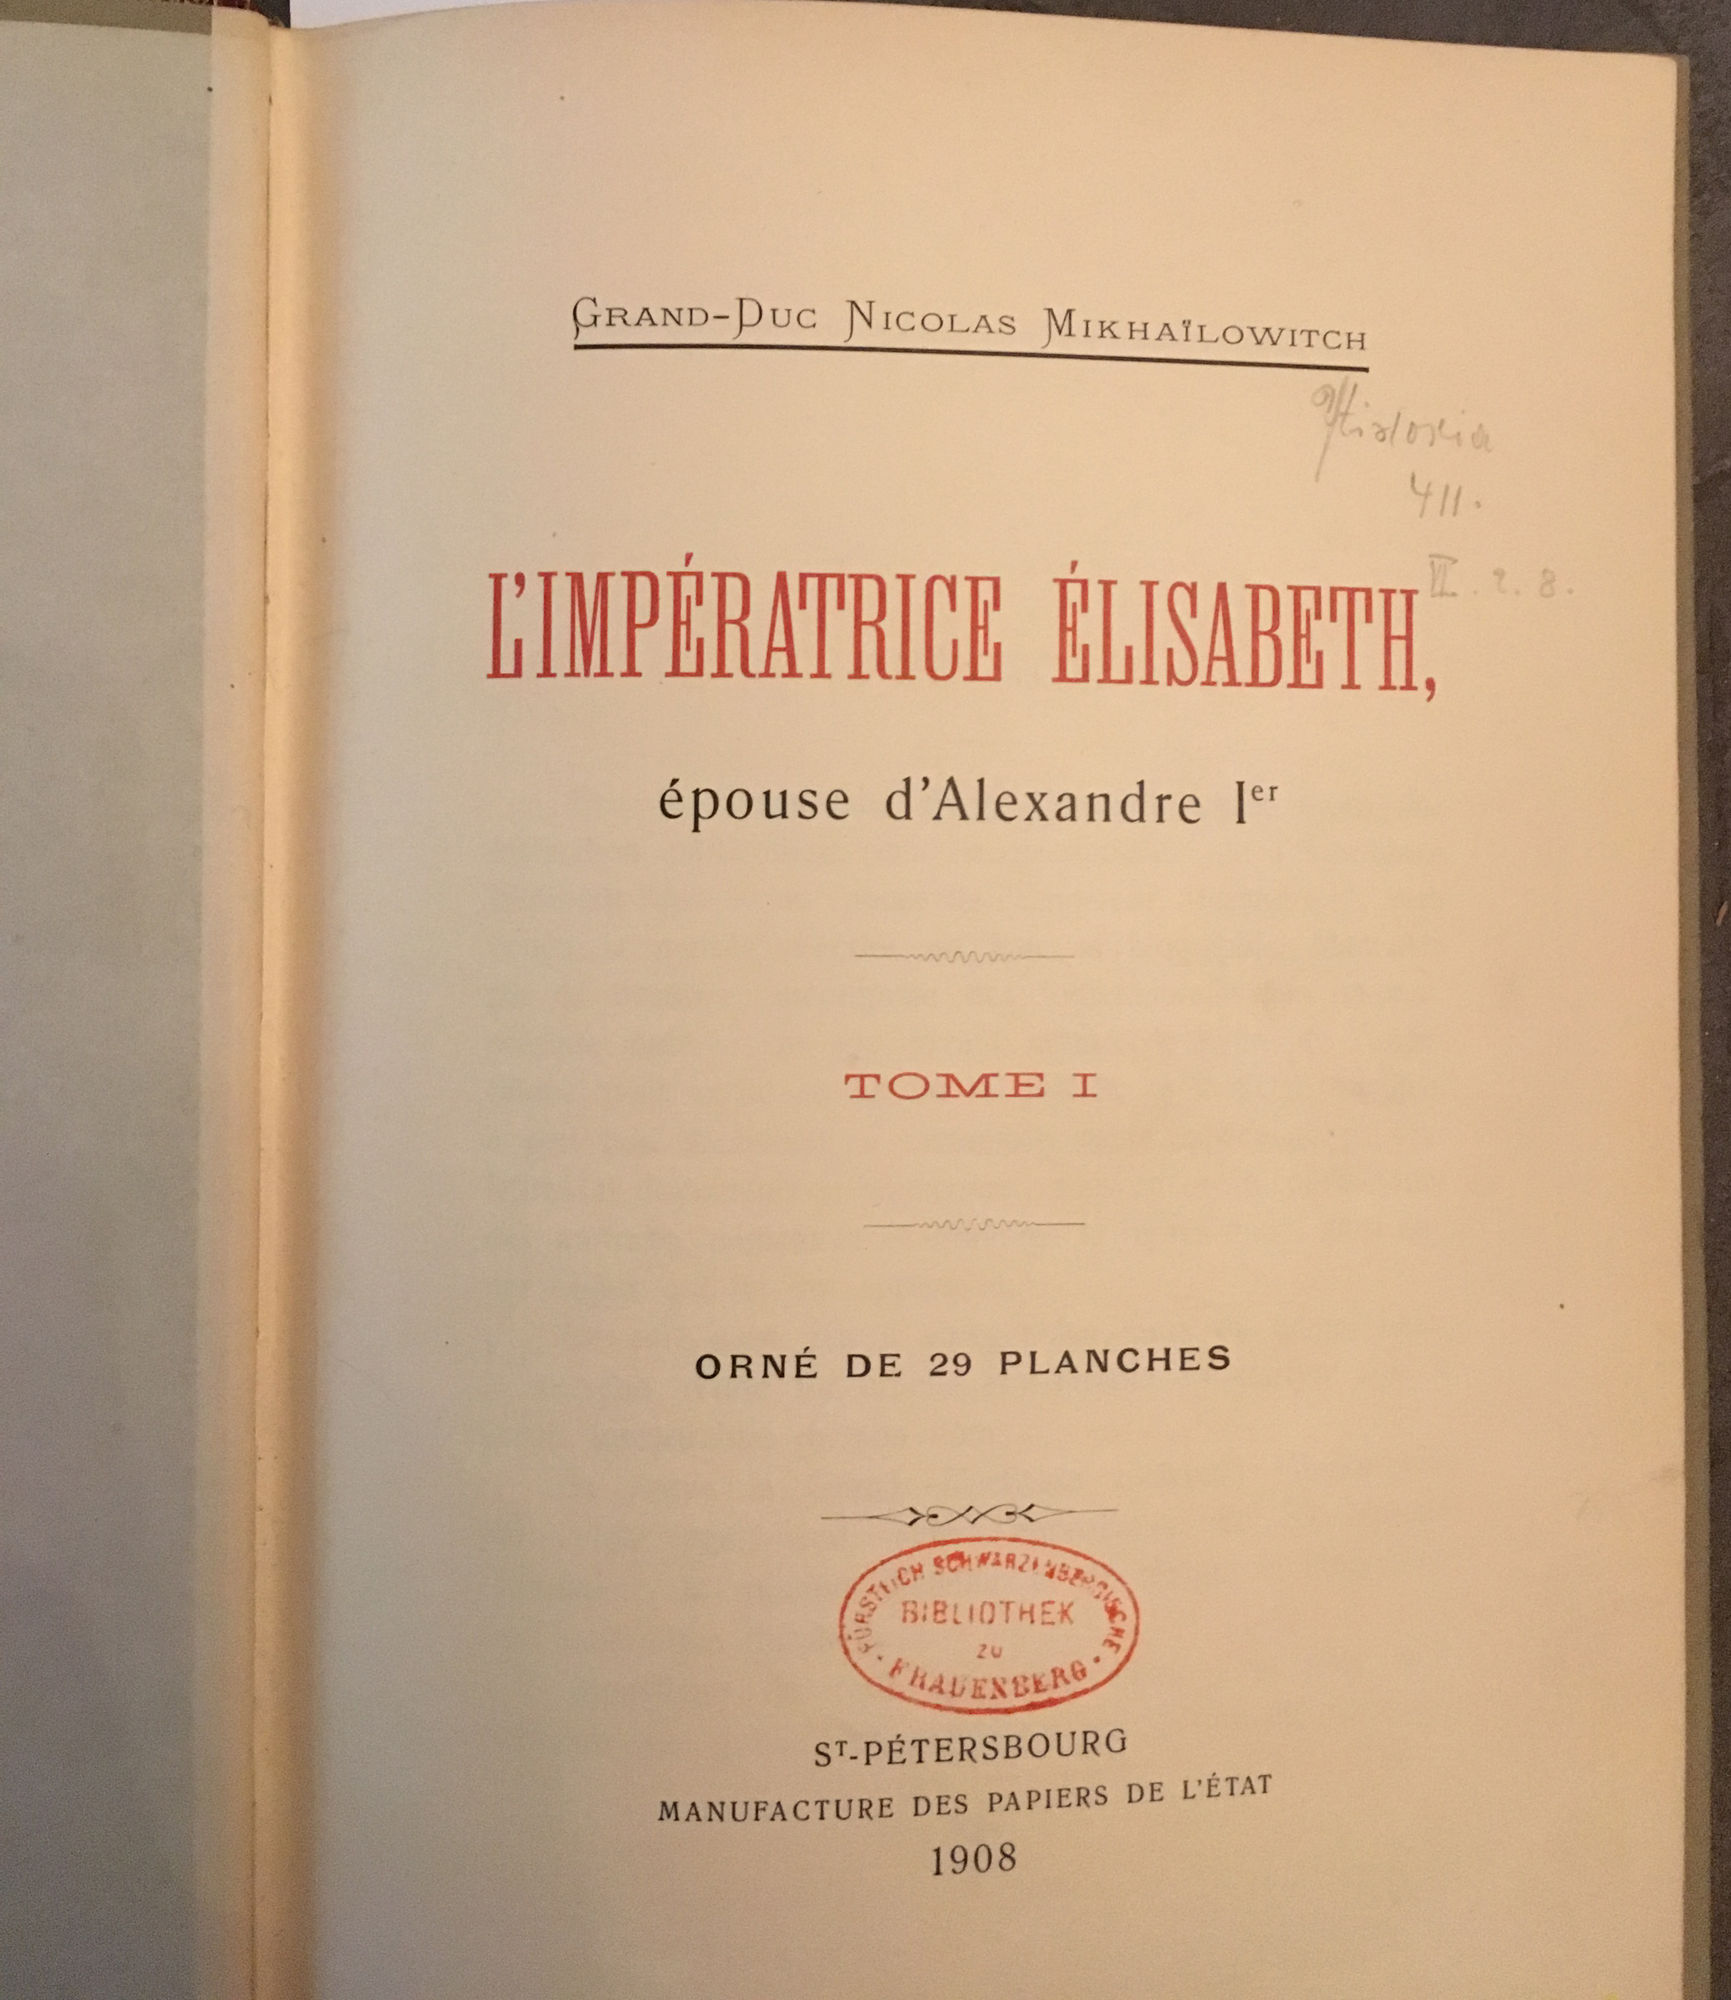 GRAND-DUC NICOLAS MIKHAÏLOWITCH
Historia
411.
VI. 2. 8.
L'IMPÉRATRICE ÉLISABETH,
épouse d'Alexandre Ier
TOME I
ORNÉ DE 29 PLANCHES
FÜRSTLICH SCHWARZENBERGISCHE
BIBLIOTHEK
ZU
FRAUENBERG
ST-PÉTERSBOURG
MANUFACTURE DES PAPIERS DE L'ÉTAT
1908